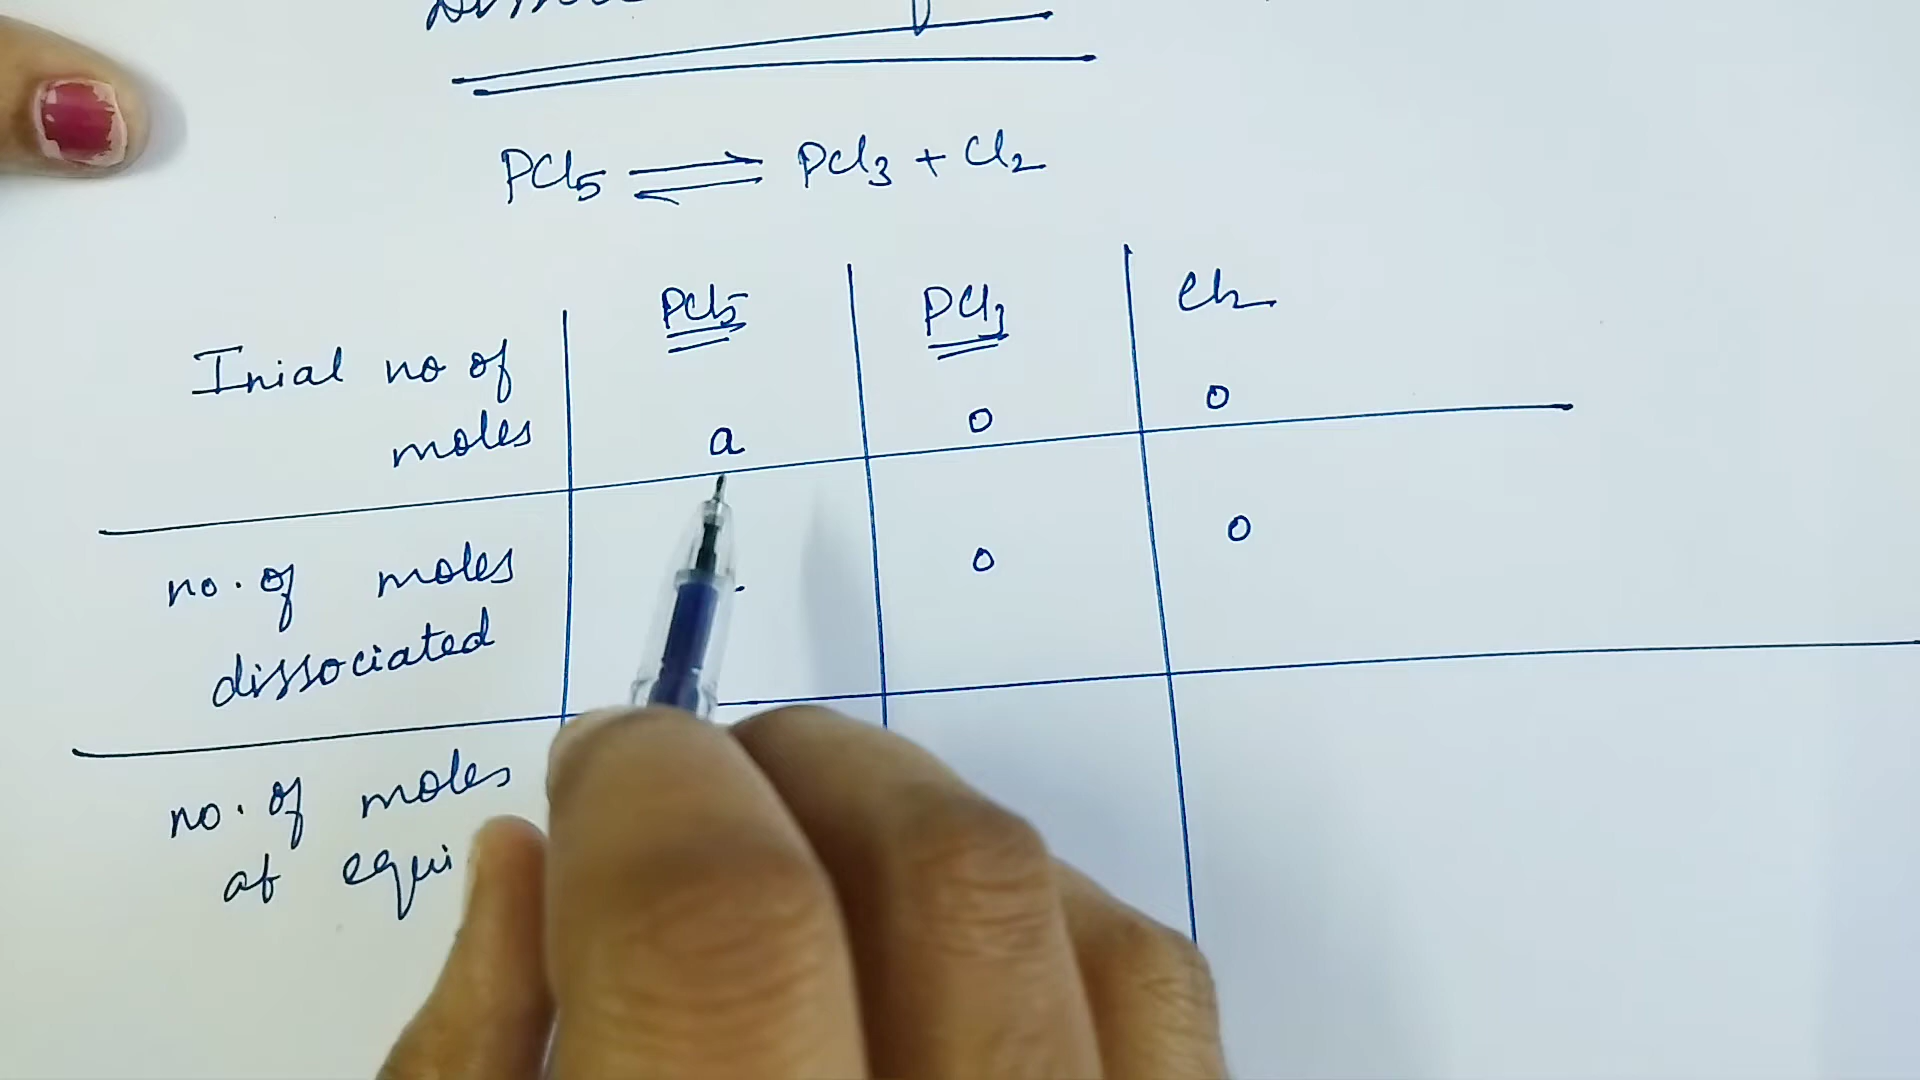 PCl5 ⇌ PCl3 + Cl2
PCl5 PCl3 Cl2
Inial no of
moles a 0 0
no. of moles 0 0
dissociated
no. of moles
at equi